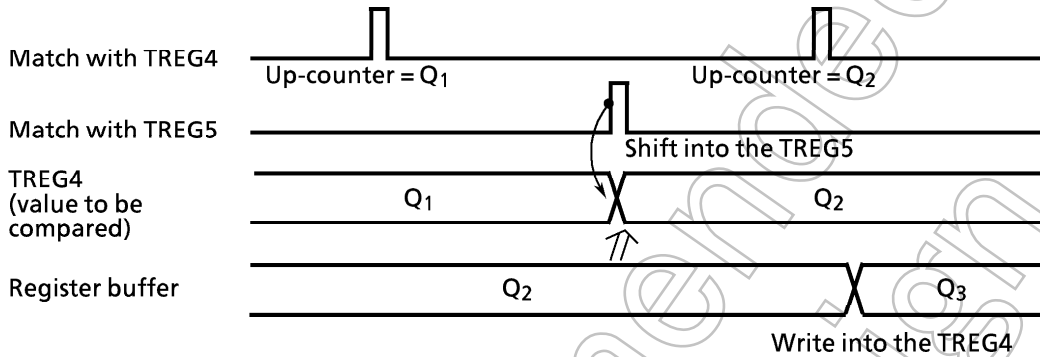 Match with TREG4
Up-counter = Q1
Up-counter = Q2
Match with TREG5
Shift into the TREG5
TREG4
(value to be
compared)
Q1
Q2
Register buffer
Q2
Q3
Write into the TREG4